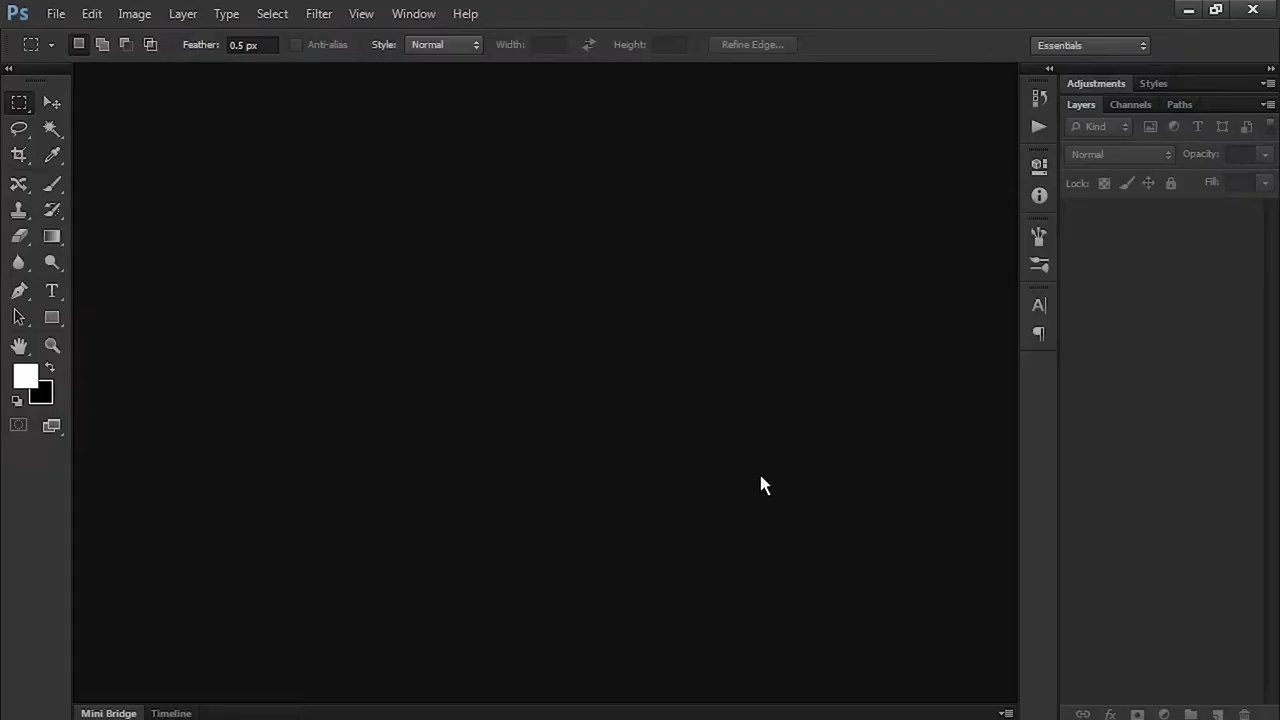 Ps File Edit Image Layer Type Select Filter View Window Help
Feather: 0.5 px Anti-alias Style: Normal Width: Height: Refine Edge... Essentials
Adjustments Styles
Layers Channels Paths
Kind
Normal Opacity:
Lock: Fill:
Mini Bridge Timeline